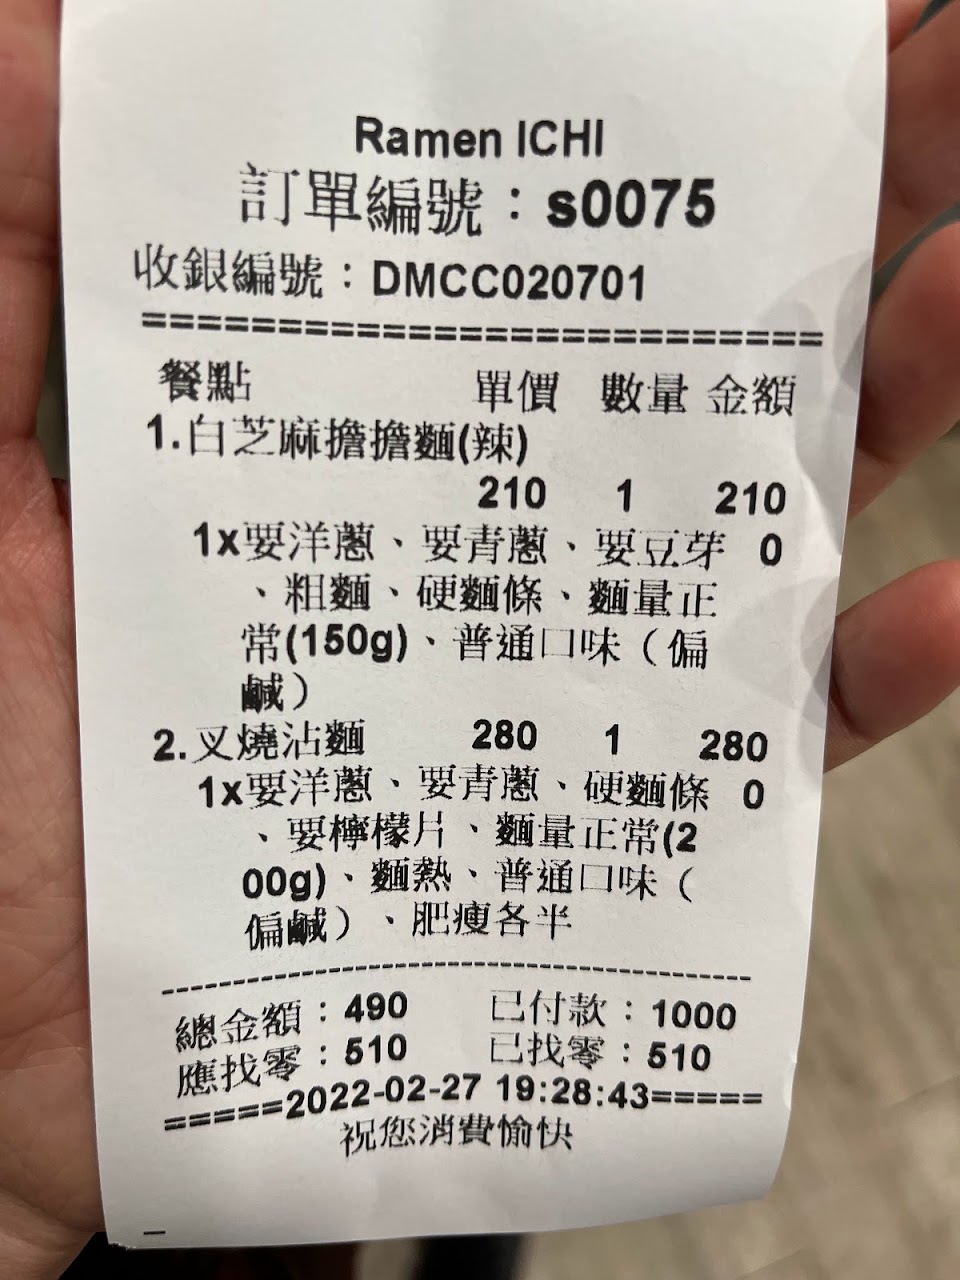 Ramen ICHI
訂單編號：s0075
收銀編號：DMCC020701
==========================
餐點 單價 數量 金額
1.白芝麻擔擔麵(辣)
210 1 210
1x要洋蔥、要青蔥、要豆芽 0
、粗麵、硬麵條、麵量正
常(150g)、普通口味（偏
鹹）
2.叉燒沾麵 280 1 280
1x要洋蔥、要青蔥、硬麵條 0
、要檸檬片、麵量正常(2
00g)、麵熱、普通口味（
偏鹹）、肥瘦各半
--------------------------------------------
總金額：490 已付款：1000
應找零：510 已找零：510
=====2022-02-27 19:28:43=====
祝您消費愉快